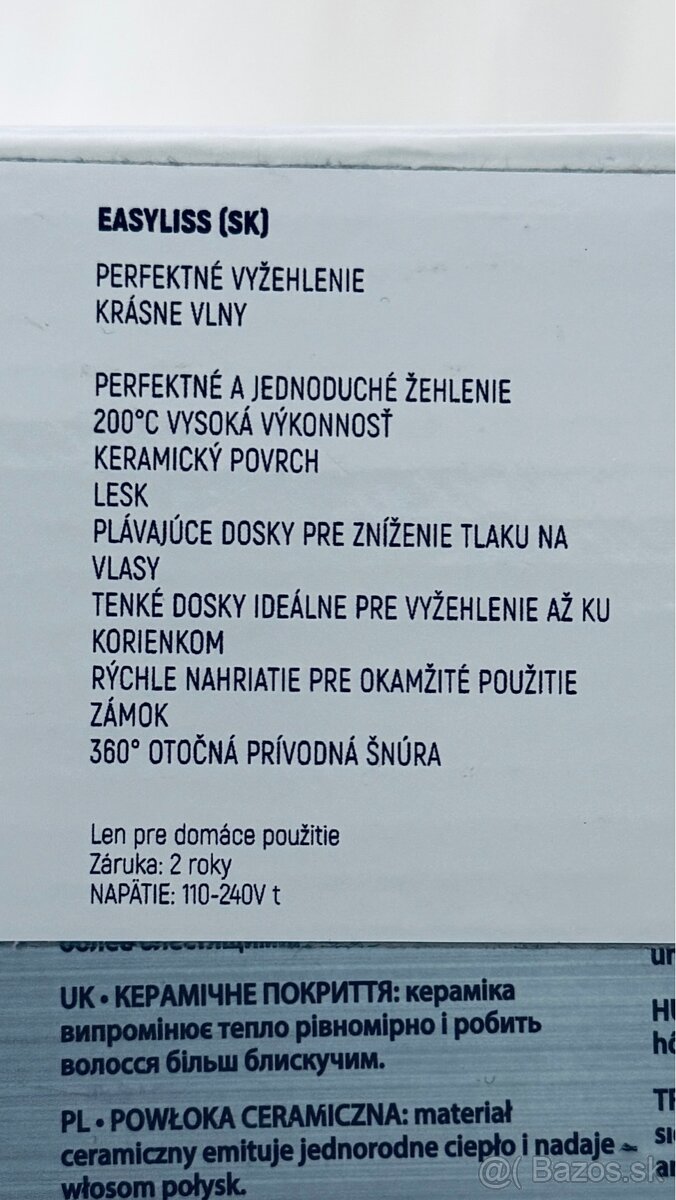 EASYLISS (SK)
PERFEKTNÉ VYŽEHLENIE
KRÁSNE VLNY
PERFEKTNÉ A JEDNODUCHÉ ŽEHLENIE
200°C VYSOKÁ VÝKONNOSŤ
KERAMICKÝ POVRCH
LESK
PLÁVAJÚCE DOSKY PRE ZNÍŽENIE TLAKU NA
VLASY
TENKÉ DOSKY IDEÁLNE PRE VYŽEHLENIE AŽ KU
KORIENKOM
RÝCHLE NAHRIATIE PRE OKAMŽITÉ POUŽITIE
ZÁMOK
360° OTOČNÁ PRÍVODNÁ ŠNÚRA
Len pre domáce použitie
Záruka: 2 roky
NAPÄTIE: 110-240V t
UK • КЕРАМІЧНЕ ПОКРИТТЯ: кераміка
випромінює тепло рівномірно і робить
волосся більш блискучим.
PL • POWŁOKA CERAMICZNA: materiał
ceramiczny emituje jednorodne ciepło i nadaje
włosom połysk.
Bazos.sk